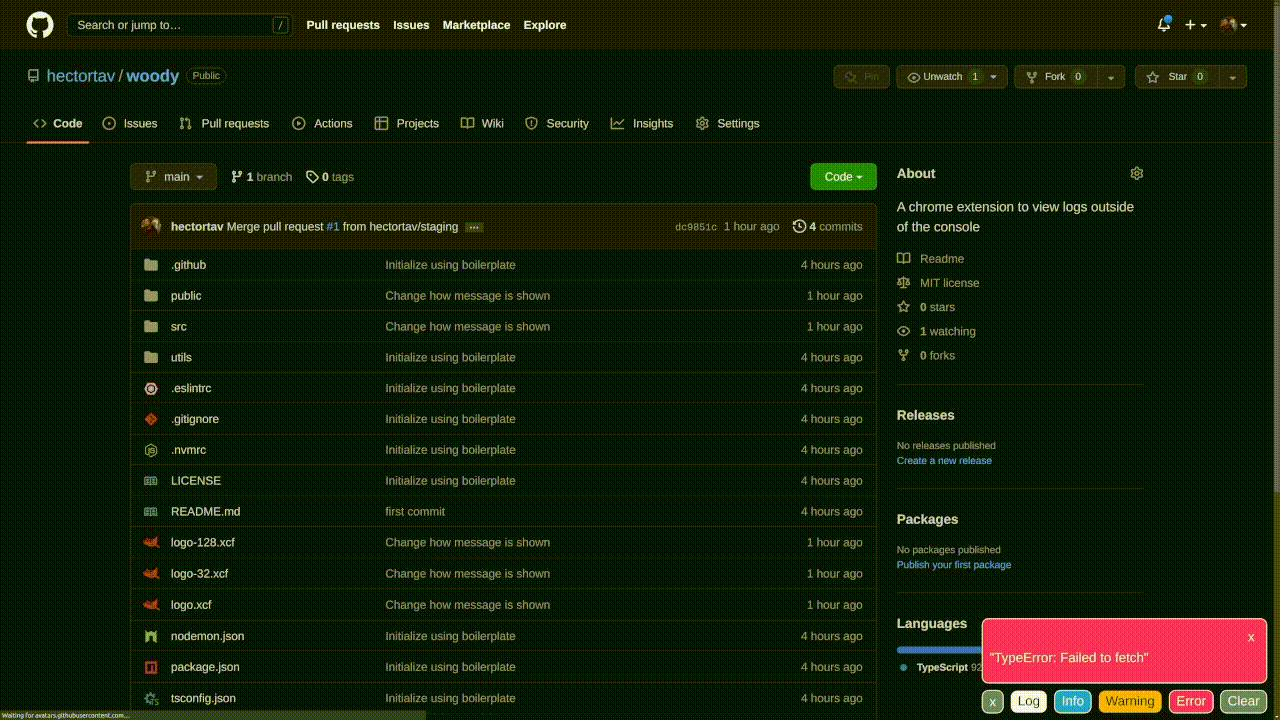 Search or jump to… /
Pull requests Issues Marketplace Explore
hectortav / woody Public
Pin Unwatch 1 Fork 0 Star 0
Code Issues Pull requests Actions Projects Wiki Security Insights Settings
main 1 branch 0 tags Code
hectortav Merge pull request #1 from hectortav/staging ... dc9851c 1 hour ago 4 commits
.github Initialize using boilerplate 4 hours ago
public Change how message is shown 1 hour ago
src Change how message is shown 1 hour ago
utils Initialize using boilerplate 4 hours ago
.eslintrc Initialize using boilerplate 4 hours ago
.gitignore Initialize using boilerplate 4 hours ago
.nvmrc Initialize using boilerplate 4 hours ago
LICENSE Initialize using boilerplate 4 hours ago
README.md first commit 4 hours ago
logo-128.xcf Change how message is shown 1 hour ago
logo-32.xcf Change how message is shown 1 hour ago
logo.xcf Change how message is shown 1 hour ago
nodemon.json Initialize using boilerplate 4 hours ago
package.json Initialize using boilerplate 4 hours ago
tsconfig.json Initialize using boilerplate 4 hours ago
About
A chrome extension to view logs outside
of the console
Readme
MIT license
0 stars
1 watching
0 forks
Releases
No releases published
Create a new release
Packages
No packages published
Publish your first package
Languages
TypeScript 92
x
"TypeError: Failed to fetch"
x Log Info Warning Error Clear
Waiting for avatars.githubusercontent.com...